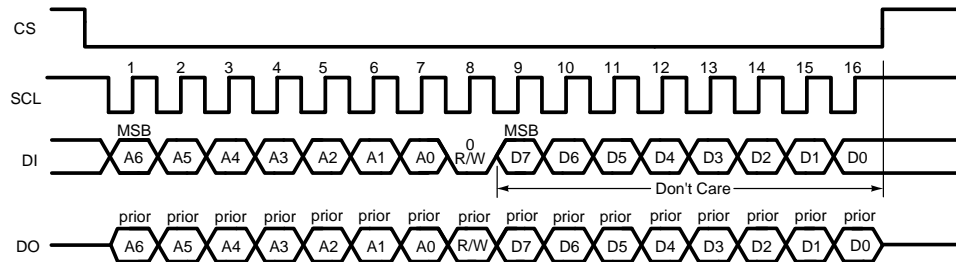 CS
1 2 3 4 5 6 7 8 9 10 11 12 13 14 15 16
SCL
MSB 0 MSB
DI A6 A5 A4 A3 A2 A1 A0 R/W D7 D6 D5 D4 D3 D2 D1 D0
Don't Care
prior prior prior prior prior prior prior prior prior prior prior prior prior prior prior prior
DO A6 A5 A4 A3 A2 A1 A0 R/W D7 D6 D5 D4 D3 D2 D1 D0